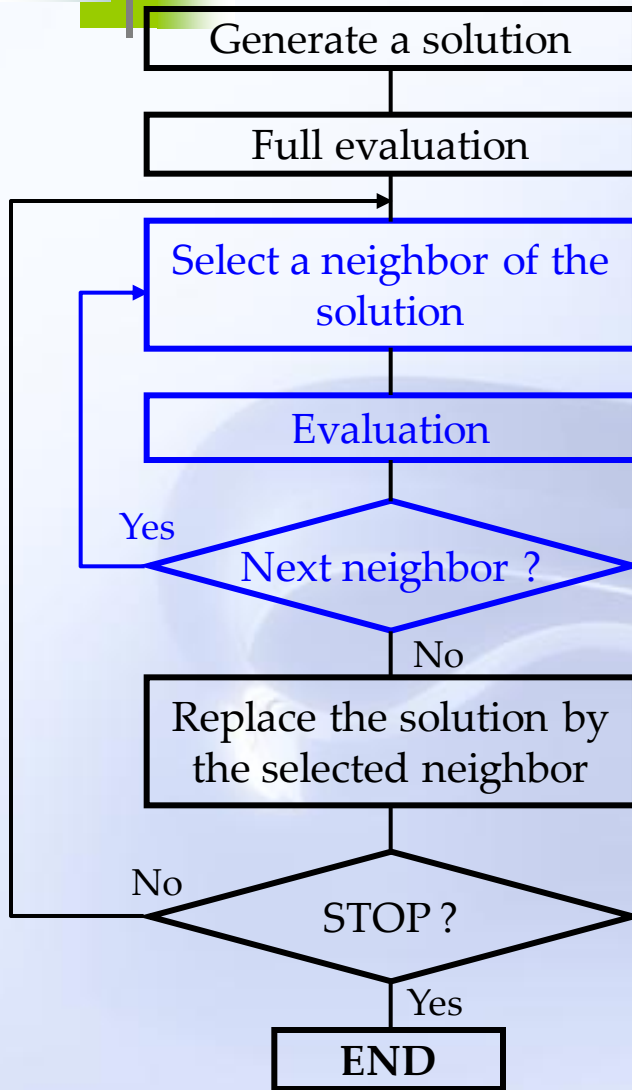 Generate a solution
Full evaluation
Select a neighbor of the
solution
Evaluation
Yes
Next neighbor ?
No
Replace the solution by
the selected neighbor
No
STOP ?
Yes
END